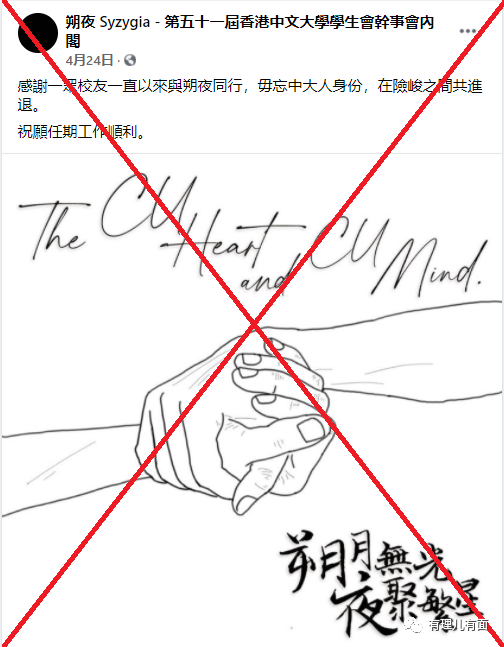 朔夜 Syzygia - 第五十一屆香港中文大學學生會幹事會內
閣
4月24日
感謝一眾校友一直以來與朔夜同行，毋忘中大人身份，在險峻之間共進
退。
祝願任期工作順利。
The CU Heart and CU Mind.
朔月無光
夜聚繁星
有理儿有面